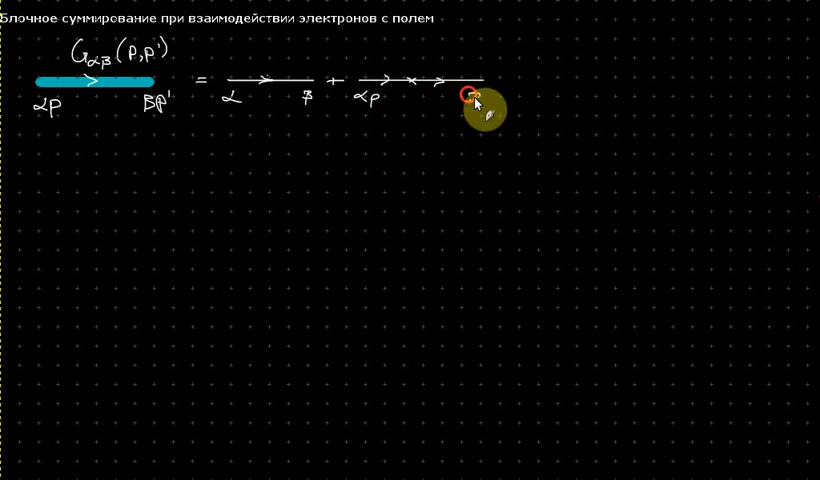 Блочное суммирование при взаимодействии электронов с полем
G_αβ (p,p')
= +
αp βp' α β αp